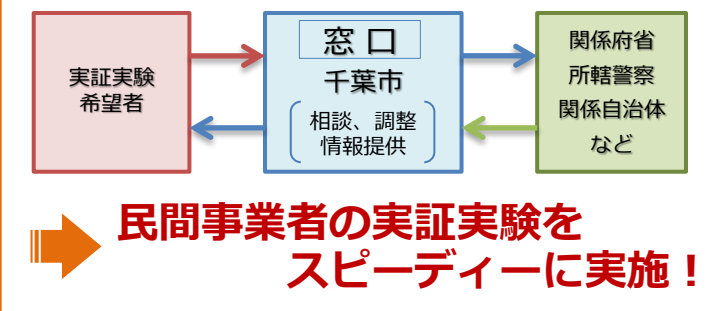 実証実験
希望者
窓 口
千葉市
相談、調整
情報提供
関係府省
所轄警察
関係自治体
など
民間事業者の実証実験を
スピーディーに実施！